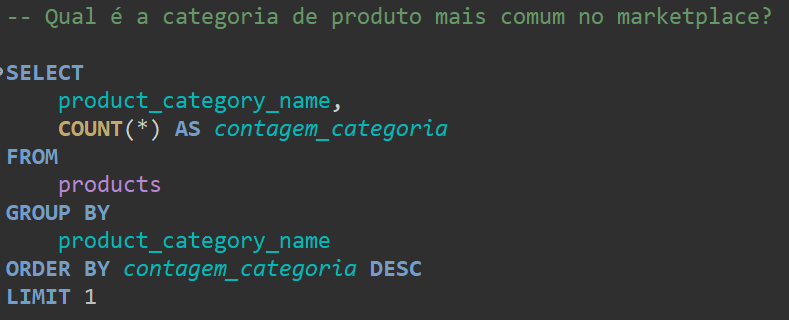 -- Qual é a categoria de produto mais comum no marketplace?
SELECT
product_category_name,
COUNT(*) AS contagem_categoria
FROM
products
GROUP BY
product_category_name
ORDER BY contagem_categoria DESC
LIMIT 1